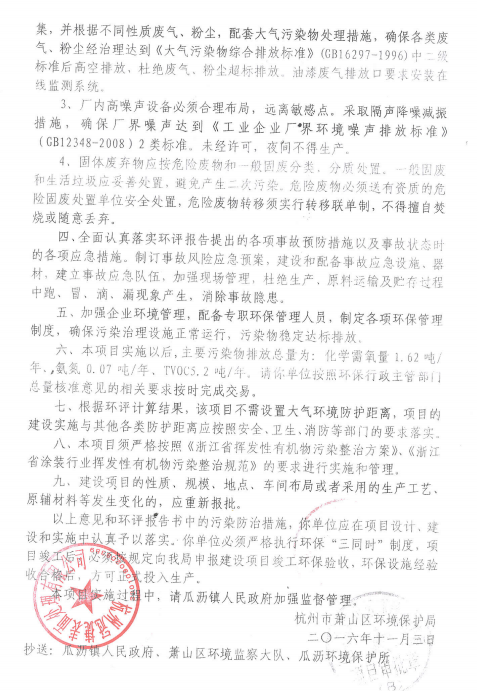 集，并根据不同性质废气、粉尘，配套大气污染物处理措施，确保各类废
气、粉尘经治理达到《大气污染物综合排放标准》(GB16297-1996)中二级
标准后高空排放，杜绝废气、粉尘超标排放。油漆废气排放口要求安装在
线监测系统。
3、厂内高噪声设备必须合理布局，远离敏感点。采取隔声降噪减振
措施，确保厂界噪声达到《工业企业厂界环境噪声排放标准》
(GB12348-2008) 2 类标准。未经许可，夜间不得生产。
4、固体废弃物应按危险废物和一般固废分类，分质处置。一般固废
和生活垃圾应妥善处置，避免产生二次污染。危险废物必须送有资质的危
险固废处置单位安全处置，危险废物转移须实行转移联单制，不得擅自焚
烧或随意丢弃。
四、全面认真落实环评报告提出的各项事故预防措施以及事故状态时
的各项应急措施。制订事故风险应急预案，建设和配备事故应急设施、器
材，建立事故应急队伍，加强现场管理，杜绝生产、原料运输及贮存过程
中跑、冒、滴、漏现象产生，消除事故隐患。
五、加强企业环境管理，配备专职环保管理人员，制定各项环保管理
制度，确保污染治理设施正常运行，污染物稳定达标排放。
六、本项目实施以后，主要污染物排放总量为：化学需氧量 1.62 吨/
年、氨氮 0.07 吨/年、TVOC5.2 吨/年。请你单位按照环保行政主管部门
总量核准意见的相关要求按时完成交易。
七、根据环评计算结果，该项目不需设置大气环境防护距离，项目的
建设实施与其他各类防护距离应按照安全、卫生、消防等部门的要求落实。
八、本项目须严格按照《浙江省挥发性有机物污染整治方案》、《浙江
省涂装行业挥发性有机物污染整治规范》的要求进行实施和管理。
九、建设项目的性质、规模、地点、车间布局或者采用的生产工艺、
原辅材料等发生变化的，应重新报批。
以上意见和环评报告书中的污染防治措施，你单位应在项目设计、建
设和实施中认真予以落实。你单位必须严格执行环保“三同时”制度，项
目竣工后，必须按规定向我局申报建设项目竣工环保验收，环保设施经验
收合格后，方可正式投入生产。
本项目实施过程中，请瓜沥镇人民政府加强监督管理。
杭州市萧山区环境保护局
二〇一六年十一月三日
抄送：瓜沥镇人民政府、萧山区环境监察大队、瓜沥环境保护所